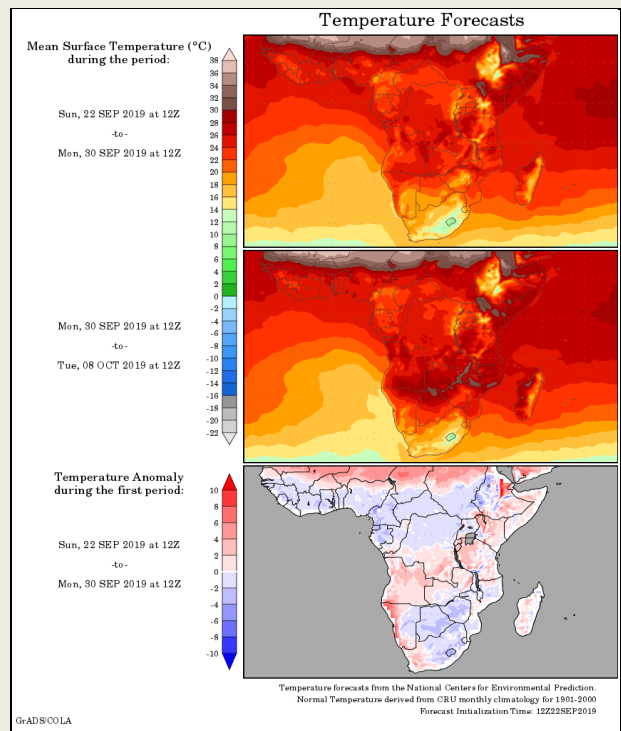 Temperature Forecasts
Mean Surface Temperature (°C)
during the period:
38
36
34
32
30
28
26
24
22
20
18
16
14
12
10
8
6
4
2
0
-2
-4
-6
-8
-10
-12
-14
-16
-18
-20
-22
Sun, 22 SEP 2019 at 12Z
-to-
Mon, 30 SEP 2019 at 12Z
Mon, 30 SEP 2019 at 12Z
-to-
Tue, 08 OCT 2019 at 12Z
Temperature Anomaly
during the first period:
10
8
6
4
2
0
-2
-4
-6
-8
-10
Sun, 22 SEP 2019 at 12Z
-to-
Mon, 30 SEP 2019 at 12Z
Temperature forecasts from the National Centers for Environmental Prediction.
Normal Temperature derived from CRU monthly climatology for 1901-2000
Forecast Initialization Time: 12Z22SEP2019
GrADS/COLA